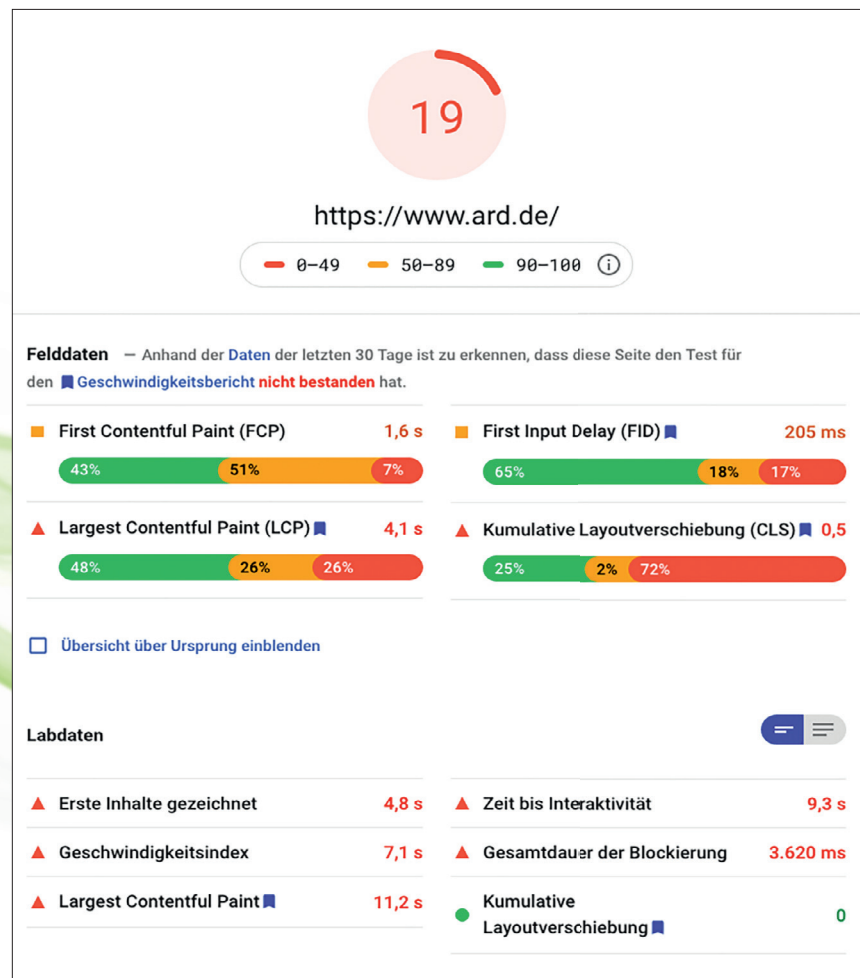 19
https://www.ard.de/
0–49 50–89 90–100
Felddaten — Anhand der Daten der letzten 30 Tage ist zu erkennen, dass diese Seite den Test für
den Geschwindigkeitsbericht nicht bestanden hat.
First Contentful Paint (FCP) 1,6 s
43% 51% 7%
First Input Delay (FID) 205 ms
65% 18% 17%
Largest Contentful Paint (LCP) 4,1 s
48% 26% 26%
Kumulative Layoutverschiebung (CLS) 0,5
25% 2% 72%
Übersicht über Ursprung einblenden
Labdaten
Erste Inhalte gezeichnet 4,8 s
Zeit bis Interaktivität 9,3 s
Geschwindigkeitsindex 7,1 s
Gesamtdauer der Blockierung 3.620 ms
Largest Contentful Paint 11,2 s
Kumulative
Layoutverschiebung 0